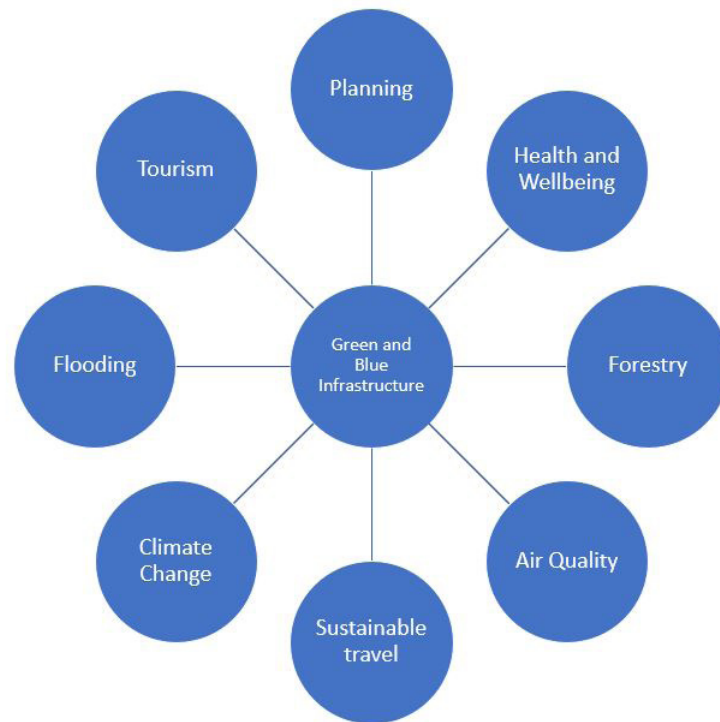 Planning
Tourism
Health and
Wellbeing
Flooding
Green and
Blue
Infrastructure
Forestry
Climate
Change
Air Quality
Sustainable
travel